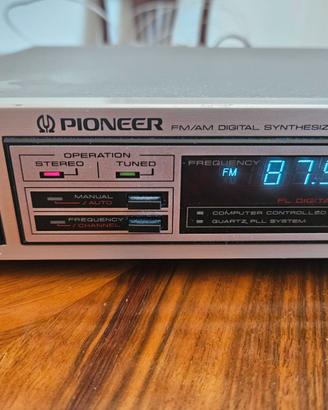 PIONEER FM/AM DIGITAL SYNTHESIZ
OPERATION
STEREO TUNED
FREQUENCY
FM 87.
MANUAL
/AUTO
FL DIGITA
FREQUENCY
/CHANNEL
COMPUTER CONTROLLED
QUARTZ PLL SYSTEM